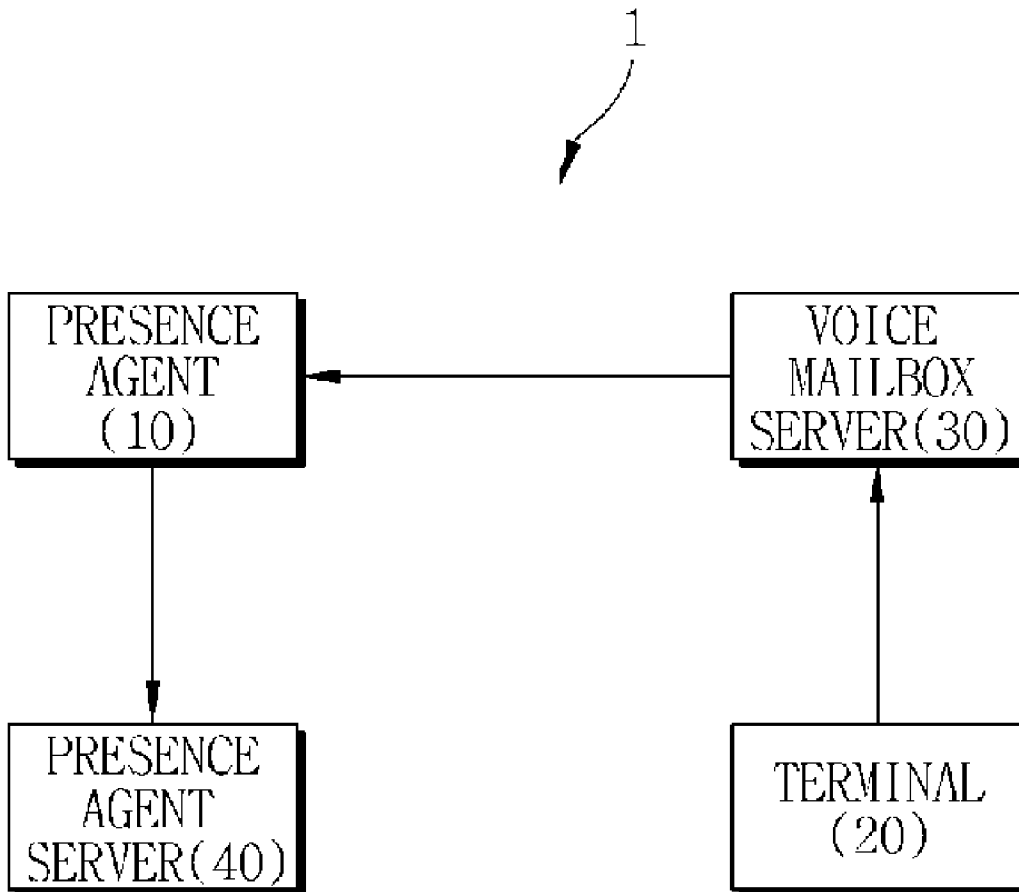 1
PRESENCE
AGENT
(10)
VOICE
MAILBOX
SERVER(30)
PRESENCE
AGENT
SERVER(40)
TERMINAL
(20)